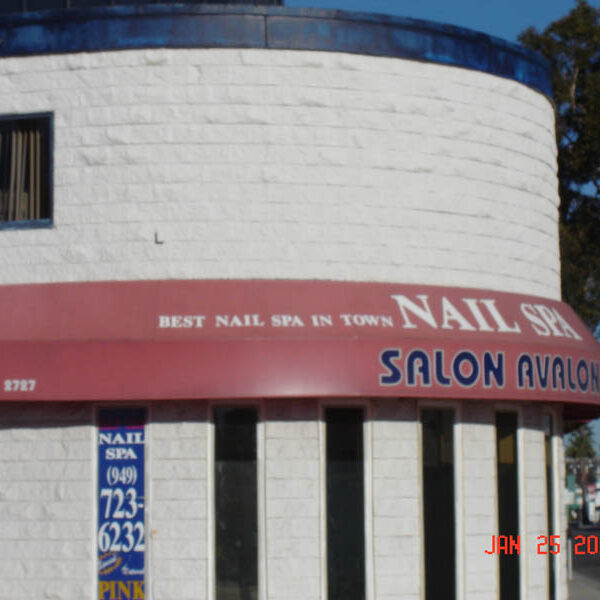 BEST NAIL SPA IN TOWN NAIL SPA
SALON AVALON
2727
NAIL
SPA
(949)
723-
6232
PINK
JAN 25 20